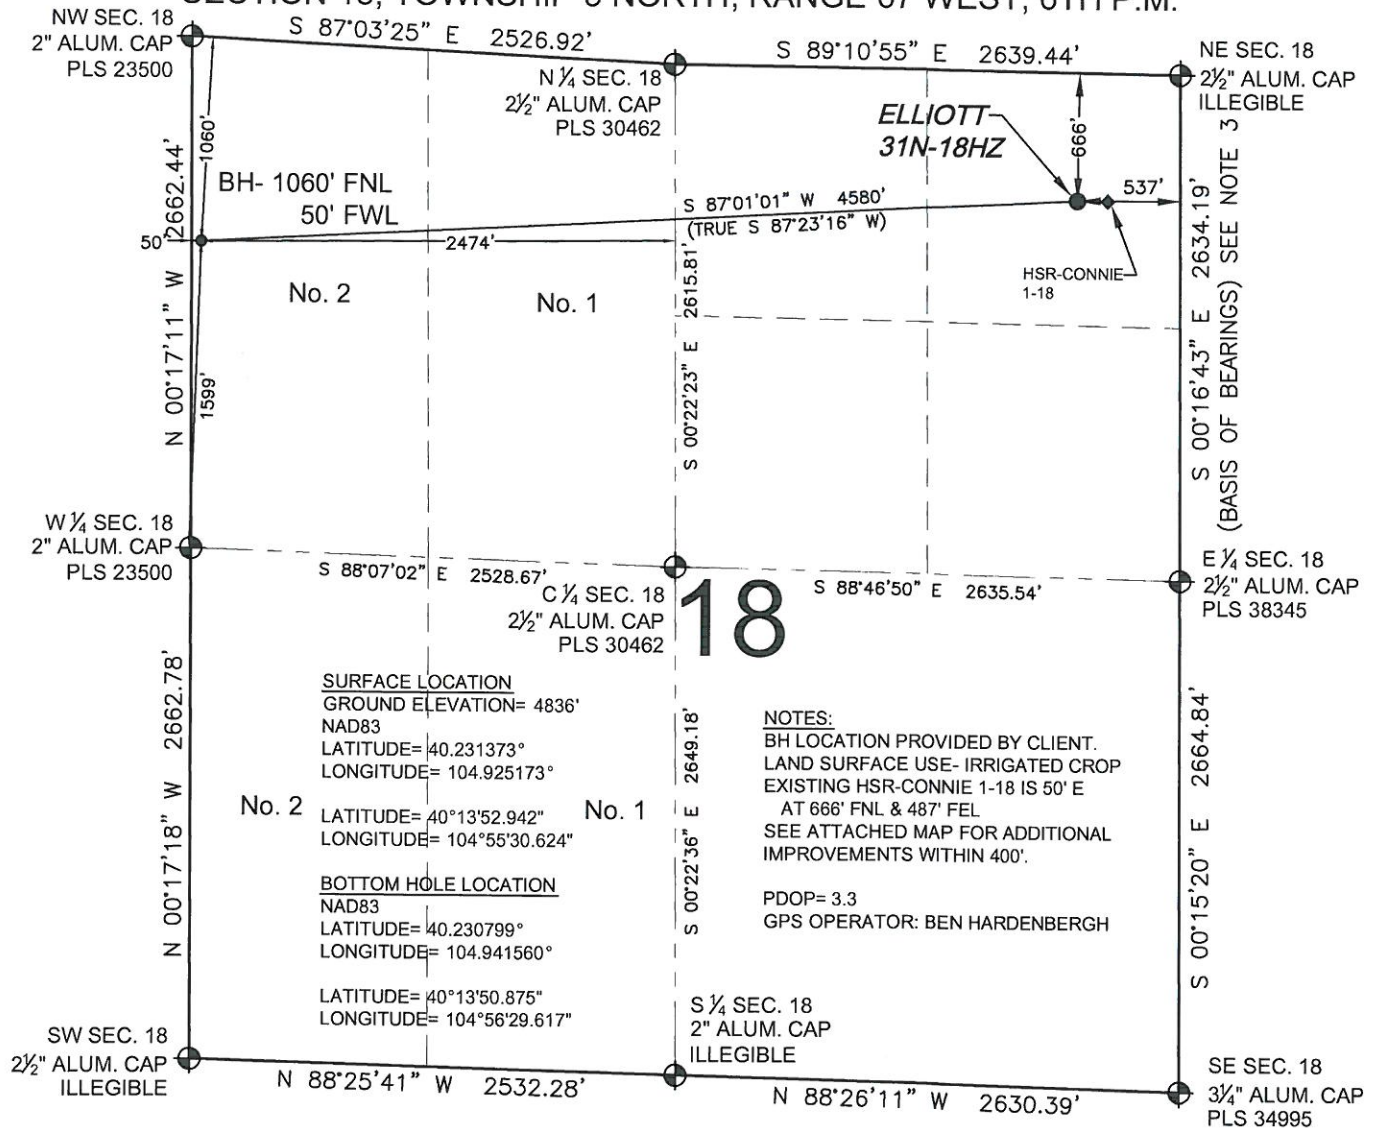 NW SEC. 18
2" ALUM. CAP
PLS 23500
S 87°03'25" E 2526.92'
N ¼ SEC. 18
2½" ALUM. CAP
PLS 30462
S 89°10'55" E 2639.44'
NE SEC. 18
2½" ALUM. CAP
ILLEGIBLE
ELLIOTT
31N-18HZ
666'
537'
HSR-CONNIE
1-18
1060'
N 00°17'11" W 2662.44'
BH- 1060' FNL
50' FWL
50'
2474'
S 87°01'01" W 4580'
(TRUE S 87°23'16" W)
1599'
No. 2
No. 1
S 00°22'23" E 2615.81'
S 00°16'43" E 2634.19'
(BASIS OF BEARINGS) SEE NOTE 3
W ¼ SEC. 18
2" ALUM. CAP
PLS 23500
S 88°07'02" E 2528.67'
C ¼ SEC. 18
2½" ALUM. CAP
PLS 30462
18
S 88°46'50" E 2635.54'
E ¼ SEC. 18
2½" ALUM. CAP
PLS 38345
N 00°17'18" W 2662.78'
SURFACE LOCATION
GROUND ELEVATION= 4836'
NAD83
LATITUDE= 40.231373°
LONGITUDE= 104.925173°
LATITUDE= 40°13'52.942"
LONGITUDE= 104°55'30.624"
No. 2
No. 1
BOTTOM HOLE LOCATION
NAD83
LATITUDE= 40.230799°
LONGITUDE= 104.941560°
LATITUDE= 40°13'50.875"
LONGITUDE= 104°56'29.617"
S 00°22'36" E 2649.18'
NOTES:
BH LOCATION PROVIDED BY CLIENT.
LAND SURFACE USE- IRRIGATED CROP
EXISTING HSR-CONNIE 1-18 IS 50' E
AT 666' FNL & 487' FEL
SEE ATTACHED MAP FOR ADDITIONAL
IMPROVEMENTS WITHIN 400'.
PDOP= 3.3
GPS OPERATOR: BEN HARDENBERGH
S 00°15'20" E 2664.84'
SW SEC. 18
2½" ALUM. CAP
ILLEGIBLE
N 88°25'41" W 2532.28'
S ¼ SEC. 18
2" ALUM. CAP
ILLEGIBLE
N 88°26'11" W 2630.39'
SE SEC. 18
3¼" ALUM. CAP
PLS 34995